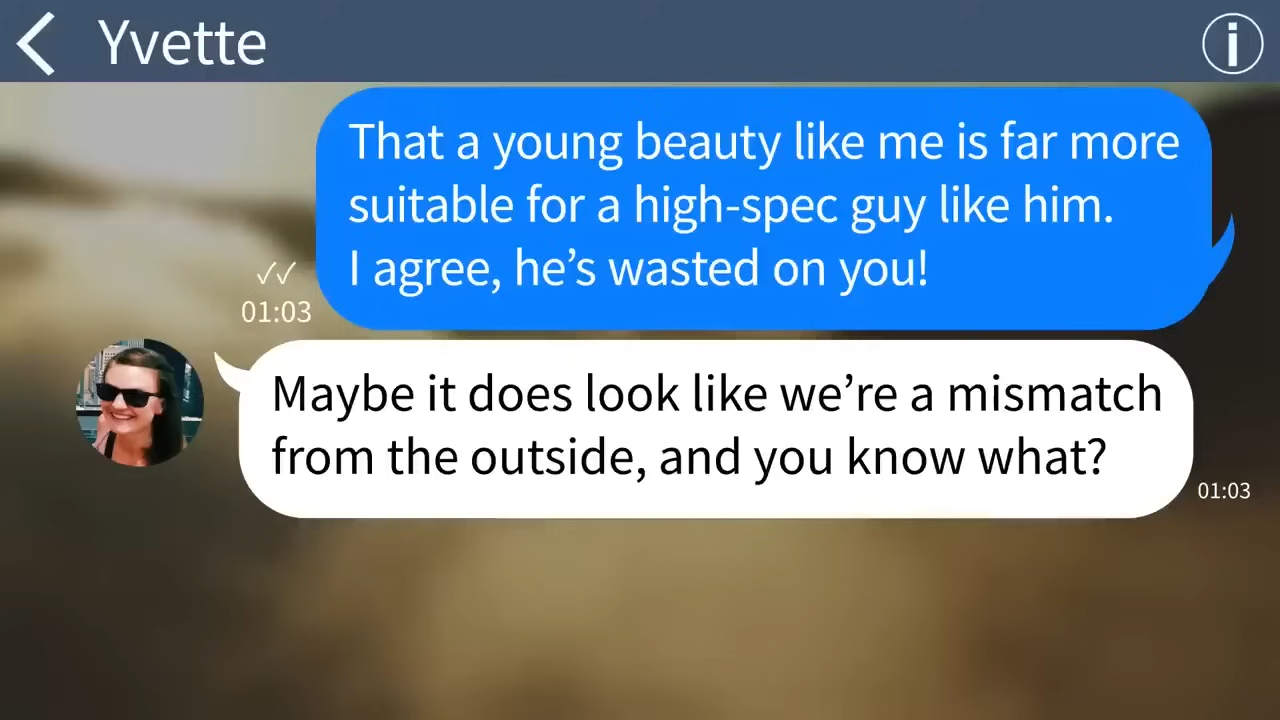 Yvette
That a young beauty like me is far more
suitable for a high-spec guy like him.
I agree, he’s wasted on you!
01:03
Maybe it does look like we’re a mismatch
from the outside, and you know what?
01:03